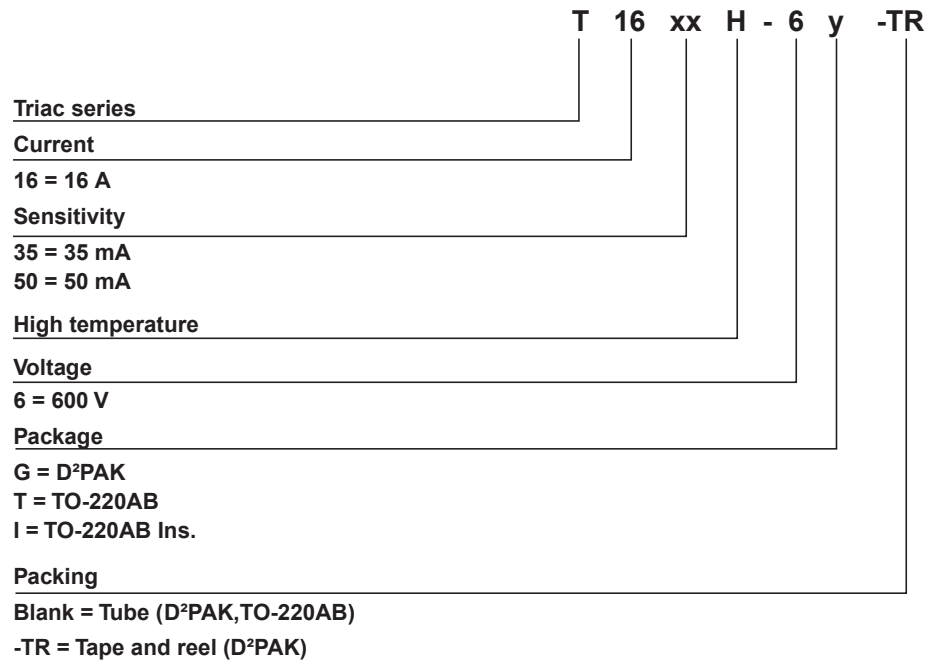 T 16 xx H - 6 y -TR
Triac series
Current
16 = 16 A
Sensitivity
35 = 35 mA
50 = 50 mA
High temperature
Voltage
6 = 600 V
Package
G = D²PAK
T = TO-220AB
I = TO-220AB Ins.
Packing
Blank = Tube (D²PAK,TO-220AB)
-TR = Tape and reel (D²PAK)